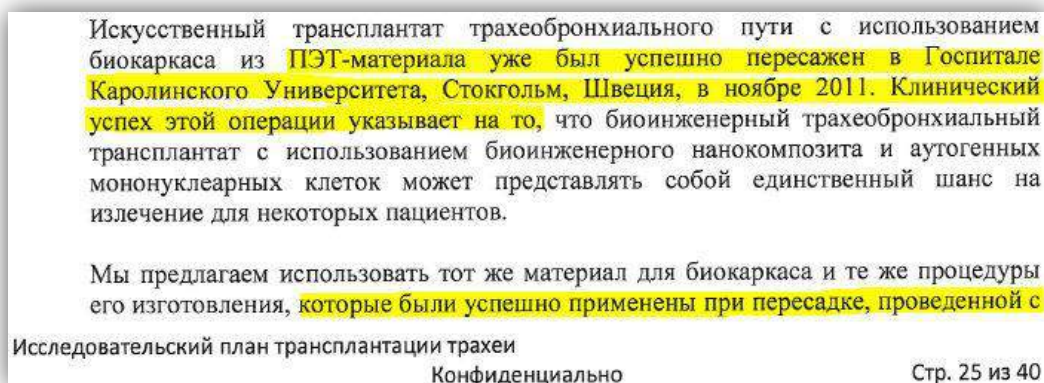 Искусственный трансплантат трахеобронхиального пути с использованием
биокаркаса из ПЭТ-материала уже был успешно пересажен в Госпитале
Каролинского Университета, Стокгольм, Швеция, в ноябре 2011. Клинический
успех этой операции указывает на то, что биоинженерный трахеобронхиальный
трансплантат с использованием биоинженерного нанокомпозита и аутогенных
мононуклеарных клеток может представлять собой единственный шанс на
излечение для некоторых пациентов.
Мы предлагаем использовать тот же материал для биокаркаса и те же процедуры
его изготовления, которые были успешно применены при пересадке, проведенной с
Исследовательский план трансплантации трахеи
Конфиденциально Стр. 25 из 40